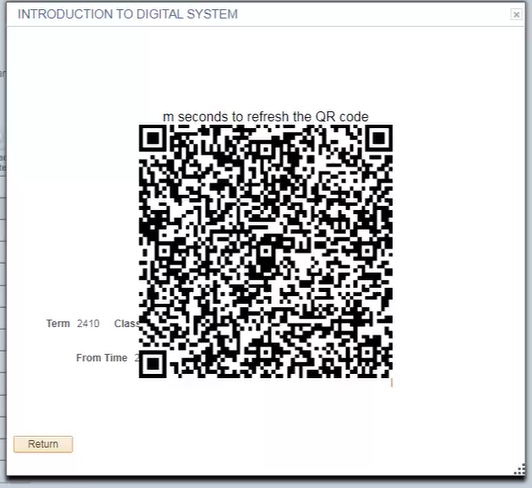 INTRODUCTION TO DIGITAL SYSTEM
m seconds to refresh the QR code
Term 2410 Class
From Time 2
Return